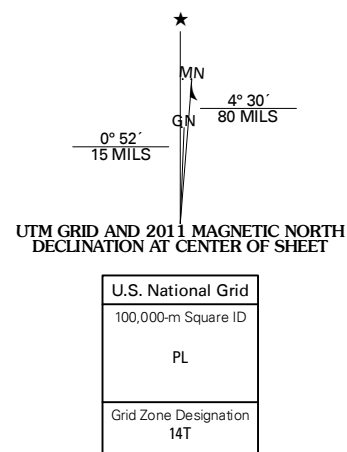 ★
MN
GN
4° 30´
80 MILS
0° 52´
15 MILS
UTM GRID AND 2011 MAGNETIC NORTH
DECLINATION AT CENTER OF SHEET
U.S. National Grid
100,000-m Square ID
PL
Grid Zone Designation
14T